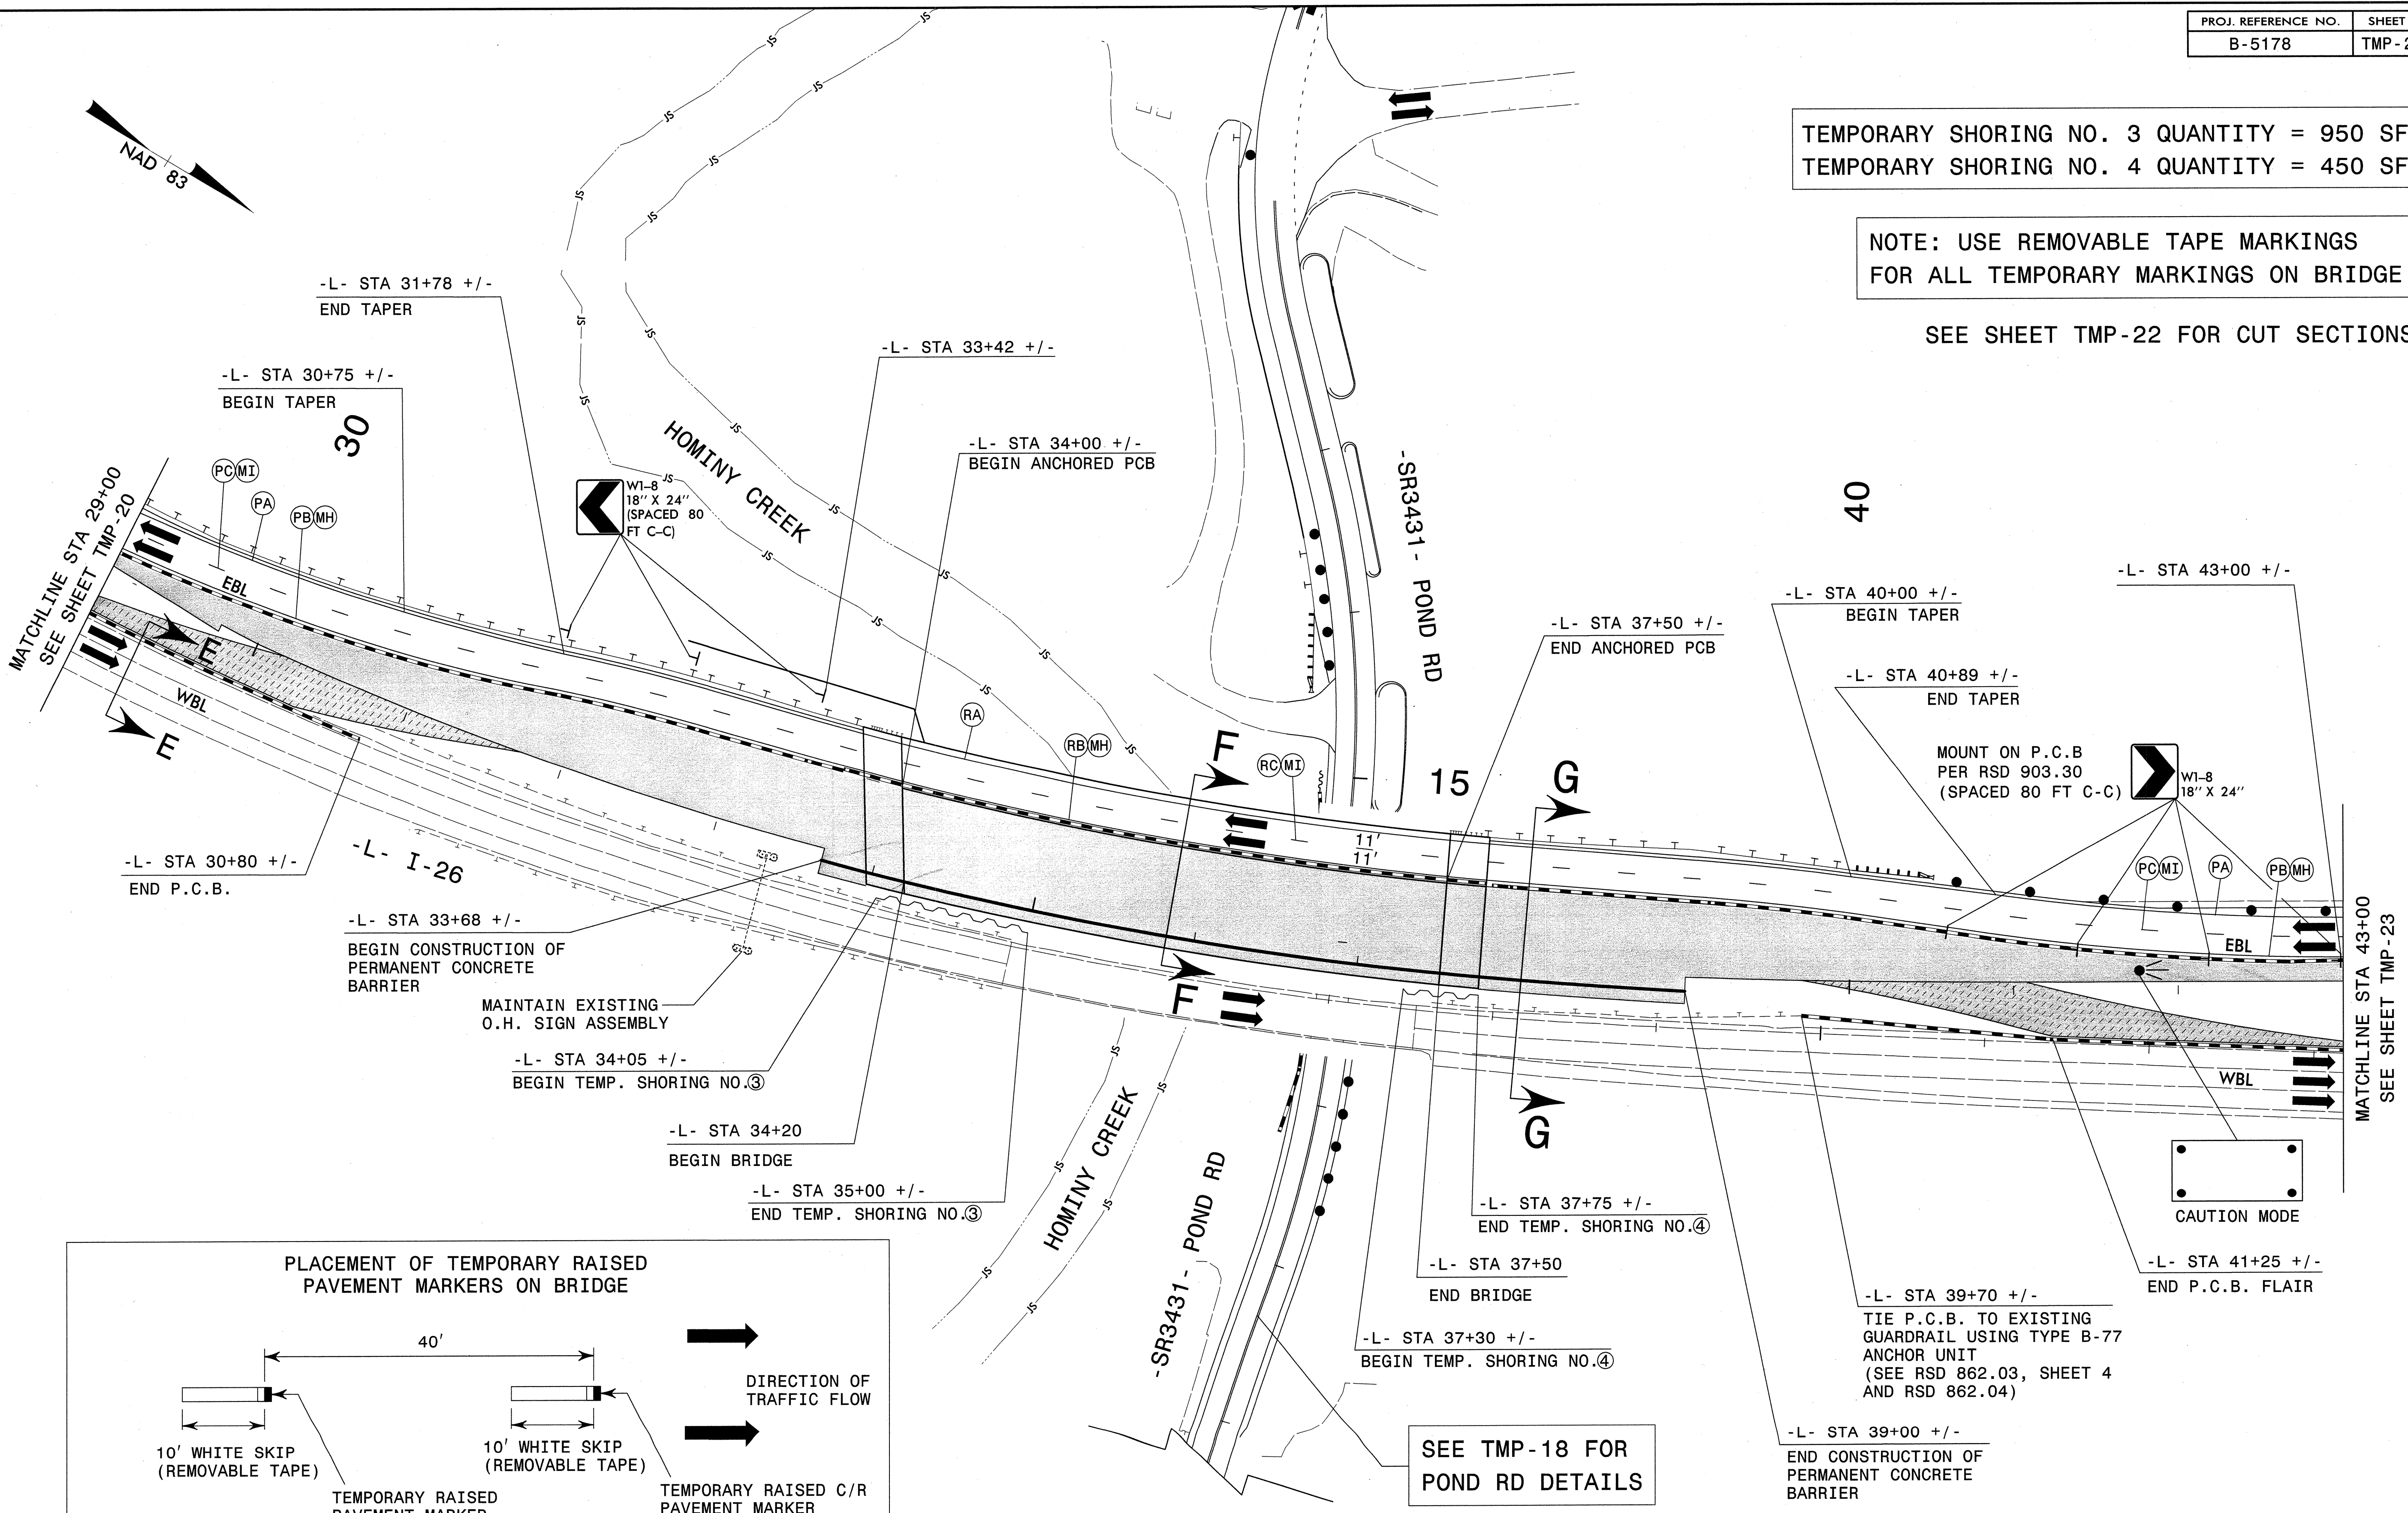 PROJ. REFERENCE NO. SHEET
B-5178 TMP-2
TEMPORARY SHORING NO. 3 QUANTITY = 950 SF
TEMPORARY SHORING NO. 4 QUANTITY = 450 SF
NOTE: USE REMOVABLE TAPE MARKINGS
FOR ALL TEMPORARY MARKINGS ON BRIDGE
SEE SHEET TMP-22 FOR CUT SECTIONS
NAD 83
-L- STA 31+78 +/-
END TAPER
-L- STA 33+42 +/-
-L- STA 30+75 +/-
BEGIN TAPER
30
HOMINY CREEK
-L- STA 34+00 +/-
BEGIN ANCHORED PCB
MATCHLINE STA 29+00
SEE SHEET TMP-20
PC MI
PA
PB MH
W1-8
18" X 24"
(SPACED 80
FT C-C)
-SR3431- POND RD
40
-L- STA 37+50 +/-
END ANCHORED PCB
-L- STA 40+00 +/-
BEGIN TAPER
-L- STA 43+00 +/-
-L- STA 40+89 +/-
END TAPER
MOUNT ON P.C.B
PER RSD 903.30
(SPACED 80 FT C-C)
W1-8
18" X 24"
EBL
E
E
WBL
RA
RB MH
F
RC MI
15
G
11'
11'
PC MI
PA
PB MH
EBL
MATCHLINE STA 43+00
SEE SHEET TMP-23
-L- STA 30+80 +/-
END P.C.B.
-L- I-26
-L- STA 33+68 +/-
BEGIN CONSTRUCTION OF
PERMANENT CONCRETE
BARRIER
MAINTAIN EXISTING
O.H. SIGN ASSEMBLY
F
G
WBL
-L- STA 34+05 +/-
BEGIN TEMP. SHORING NO.③
-L- STA 34+20
BEGIN BRIDGE
-L- STA 35+00 +/-
END TEMP. SHORING NO.③
HOMINY CREEK
-SR3431- POND RD
-L- STA 37+75 +/-
END TEMP. SHORING NO.④
-L- STA 37+50
END BRIDGE
-L- STA 37+30 +/-
BEGIN TEMP. SHORING NO.④
CAUTION MODE
-L- STA 41+25 +/-
END P.C.B. FLAIR
-L- STA 39+70 +/-
TIE P.C.B. TO EXISTING
GUARDRAIL USING TYPE B-77
ANCHOR UNIT
(SEE RSD 862.03, SHEET 4
AND RSD 862.04)
-L- STA 39+00 +/-
END CONSTRUCTION OF
PERMANENT CONCRETE
BARRIER
SEE TMP-18 FOR
POND RD DETAILS
PLACEMENT OF TEMPORARY RAISED
PAVEMENT MARKERS ON BRIDGE
40'
DIRECTION OF
TRAFFIC FLOW
10' WHITE SKIP
(REMOVABLE TAPE)
10' WHITE SKIP
(REMOVABLE TAPE)
TEMPORARY RAISED
PAVEMENT MARKER
TEMPORARY RAISED C/R
PAVEMENT MARKER